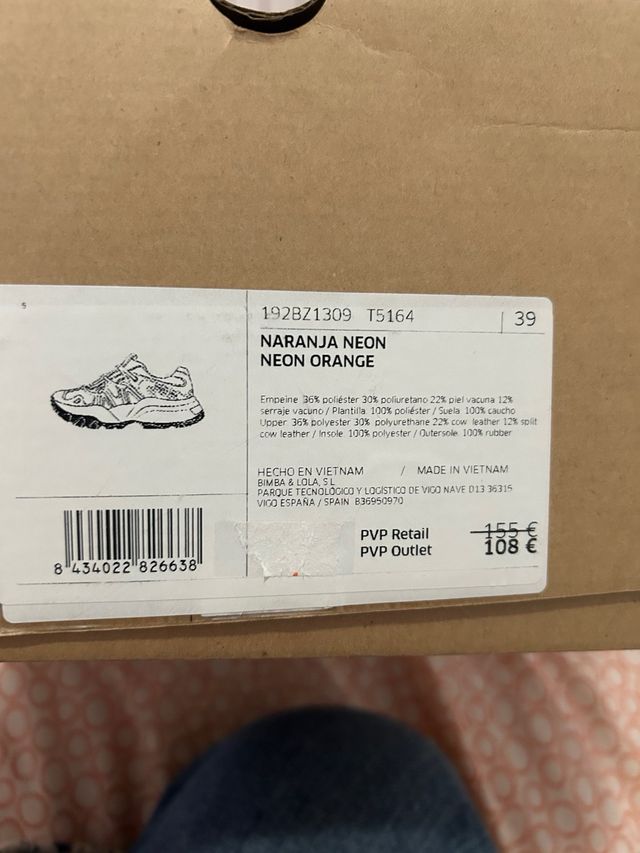 192BZ1309 T5164
39
NARANJA NEON
NEON ORANGE
Empeine 36% poliéster 30% poliuretano 22% piel vacuna 12%
serraje vacuno / Plantilla 100% poliéster / Suela 100% caucho
Upper 36% polyester 30% polyurethane 22% cow leather 12% split
cow leather / Insole 100% polyester / Outersole 100% rubber
HECHO EN VIETNAM / MADE IN VIETNAM
BIMBA & LOLA, S L
PARQUE TECNOLÓGICO Y LOGÍSTICO DE VIGO NAVE D13 36315
VIGO ESPAÑA / SPAIN B36950970
8 434022 826638
PVP Retail 155 €
PVP Outlet 108 €